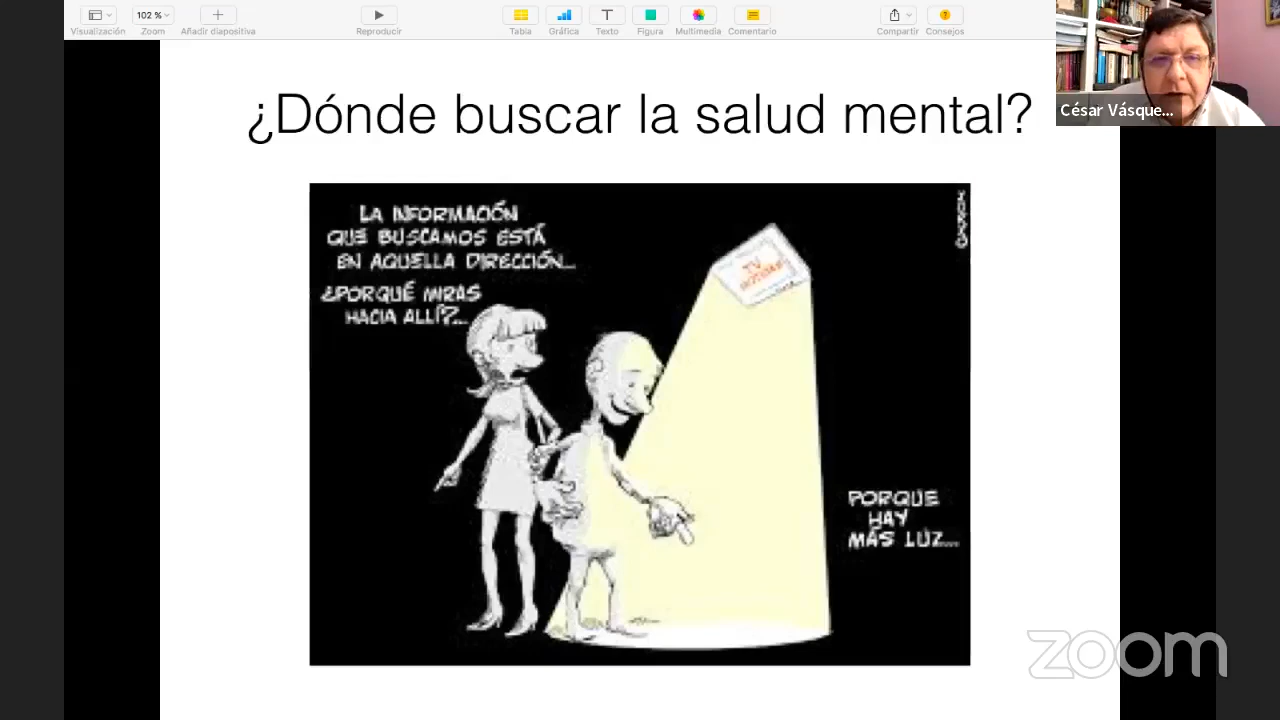 102 %
Visualización
Zoom
Añadir diapositiva
Reproducir
Tabla
Gráfica
Texto
Figura
Multimedia
Comentario
Compartir
Consejos
César Vásque...
¿Dónde buscar la salud mental?
LA INFORMACIÓN
QUE BUSCAMOS ESTÁ
EN AQUELLA DIRECCIÓN...
¿PORQUÉ MIRAS
HACIA ALLÍ?...
TV
PORQUE
HAY
MÁS LUZ...
zoom